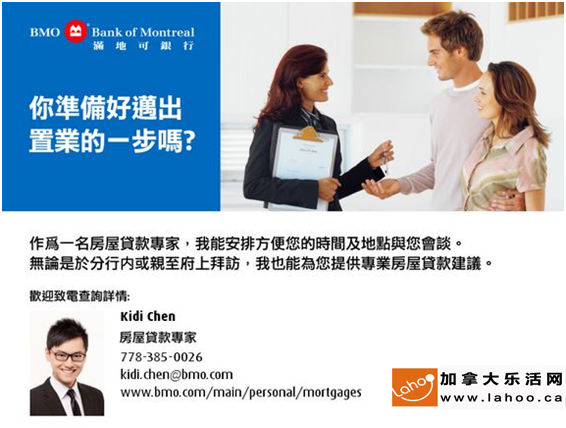 BMO Bank of Montreal
滿地可銀行
你準備好邁出
置業的一步嗎?
作爲一名房屋貸款專家，我能安排方便您的時間及地點與您會談。
無論是於分行内或親至府上拜訪，我也能為您提供專業房屋貸款建議。
歡迎致電查詢詳情:
Kidi Chen
房屋貸款專家
778-385-0026
kidi.chen@bmo.com
www.bmo.com/main/personal/mortgages
Lahoo
加拿大乐活网
www.lahoo.ca